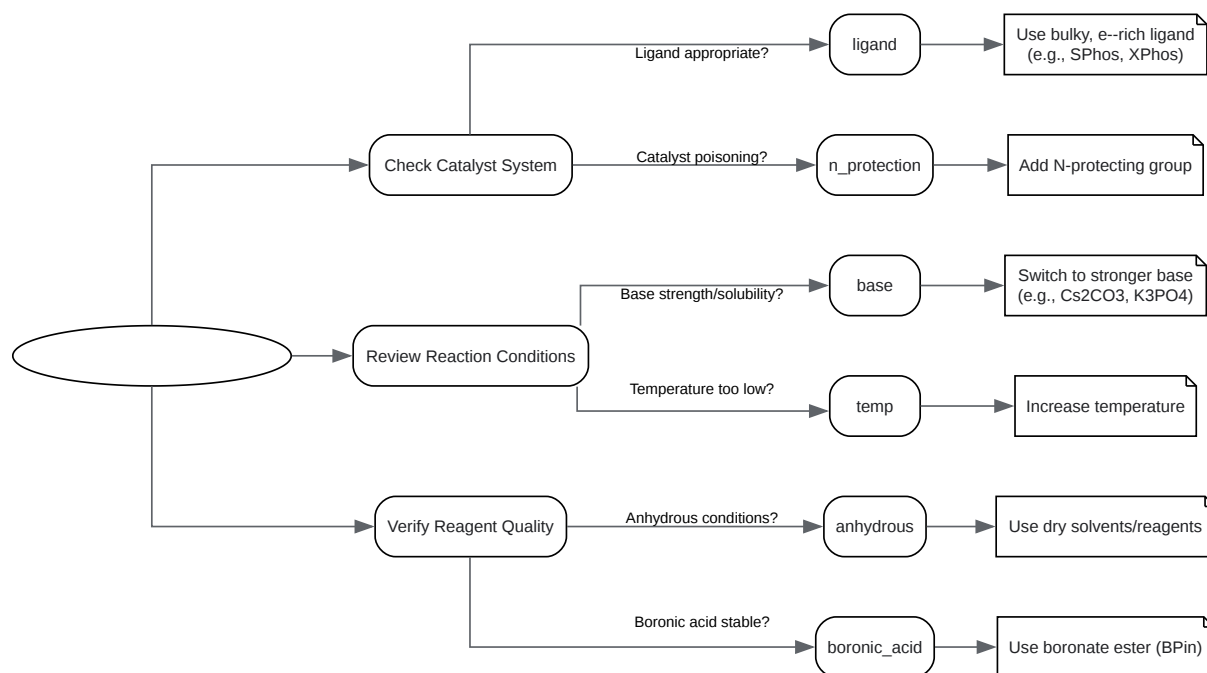 Ligand appropriate?
ligand
Use bulky, e--rich ligand
(e.g., SPhos, XPhos)
Check Catalyst System
Catalyst poisoning?
n_protection
Add N-protecting group
Base strength/solubility?
base
Switch to stronger base
(e.g., Cs2CO3, K3PO4)
Review Reaction Conditions
Temperature too low?
temp
Increase temperature
Verify Reagent Quality
Anhydrous conditions?
anhydrous
Use dry solvents/reagents
Boronic acid stable?
boronic_acid
Use boronate ester (BPin)